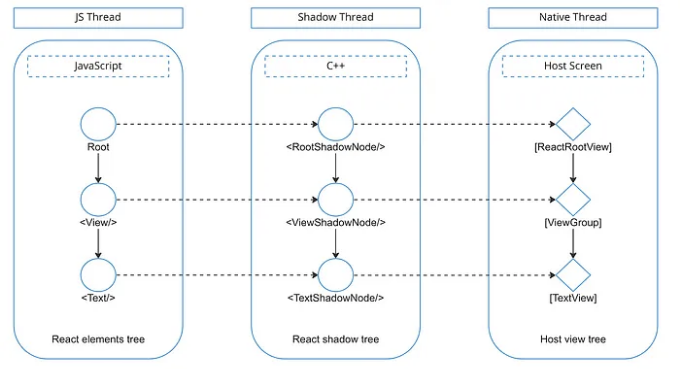 JS Thread
Shadow Thread
Native Thread
JavaScript
C++
Host Screen
Root
<RootShadowNode/>
[ReactRootView]
<View/>
<ViewShadowNode/>
[ViewGroup]
<Text/>
<TextShadowNode/>
[TextView]
React elements tree
React shadow tree
Host view tree